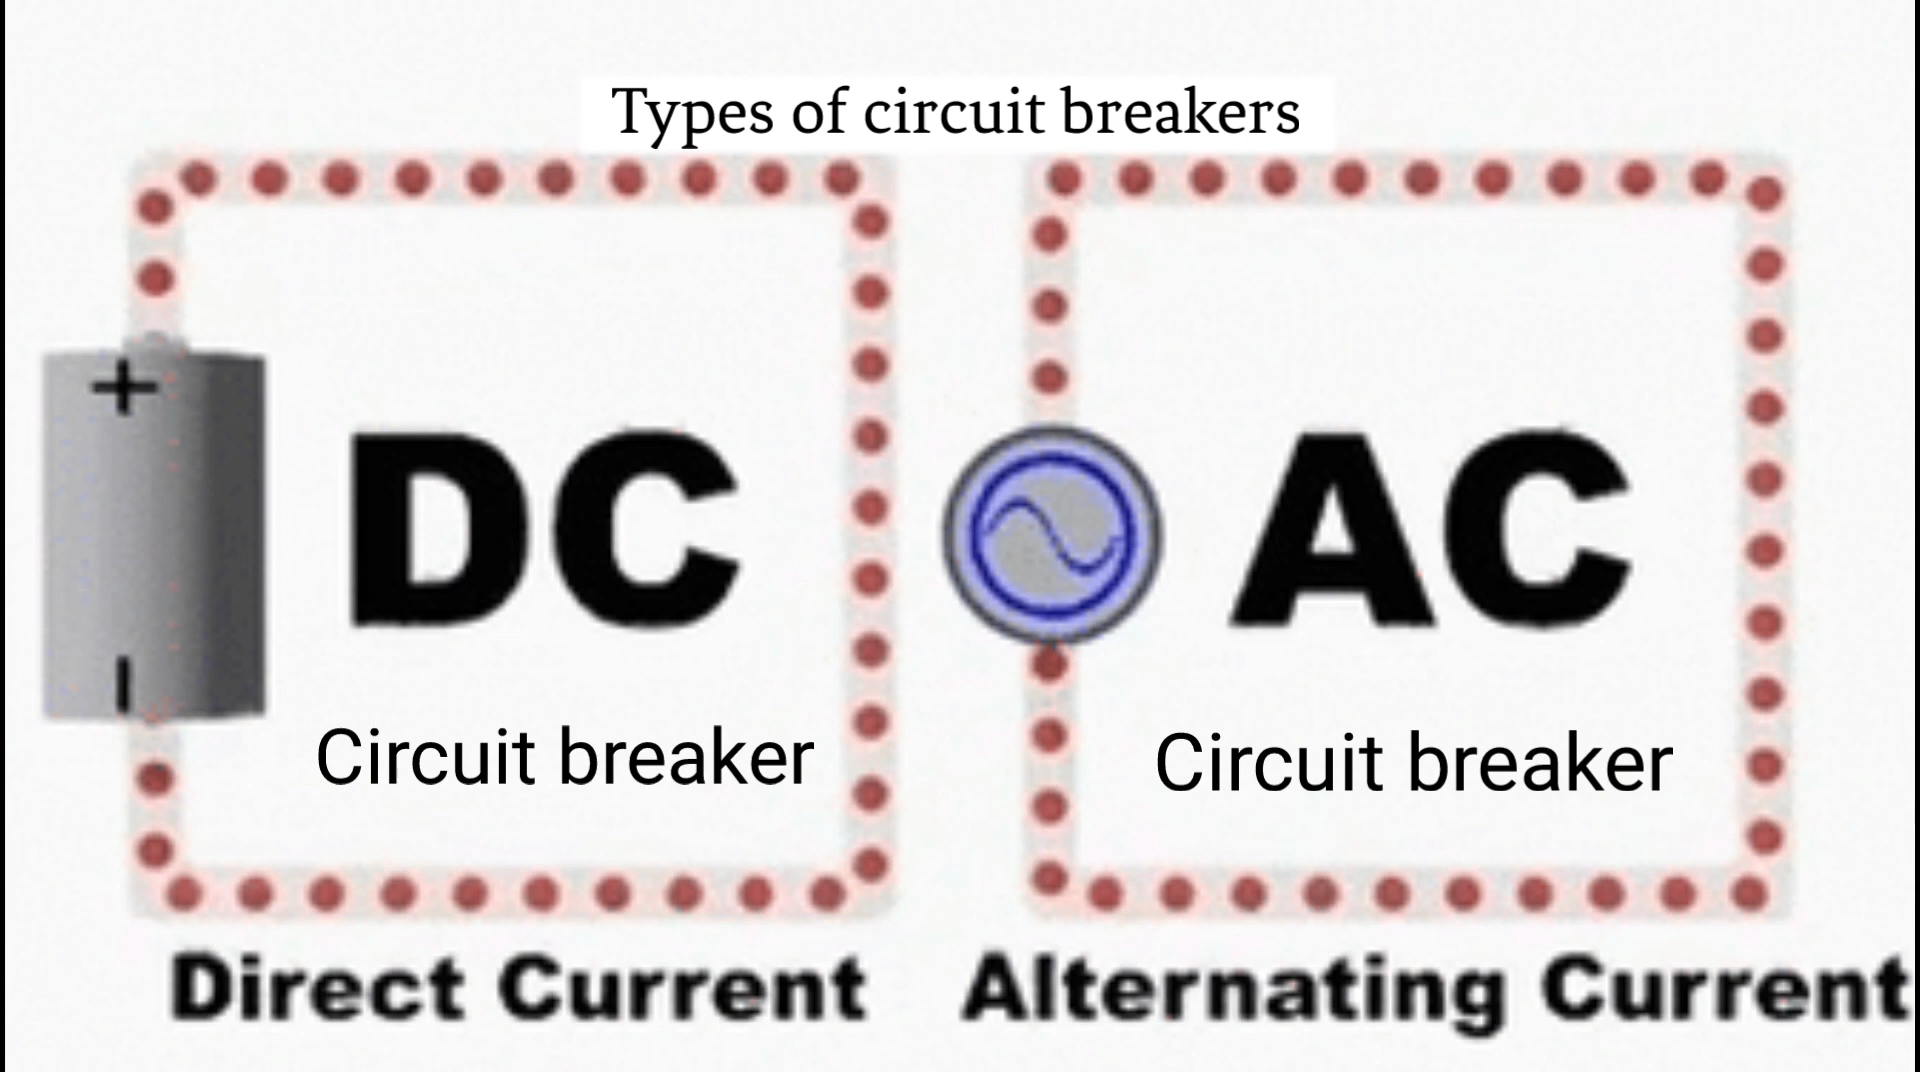 Types of circuit breakers
+
DC
AC
Circuit breaker
Circuit breaker
Direct Current
Alternating Current